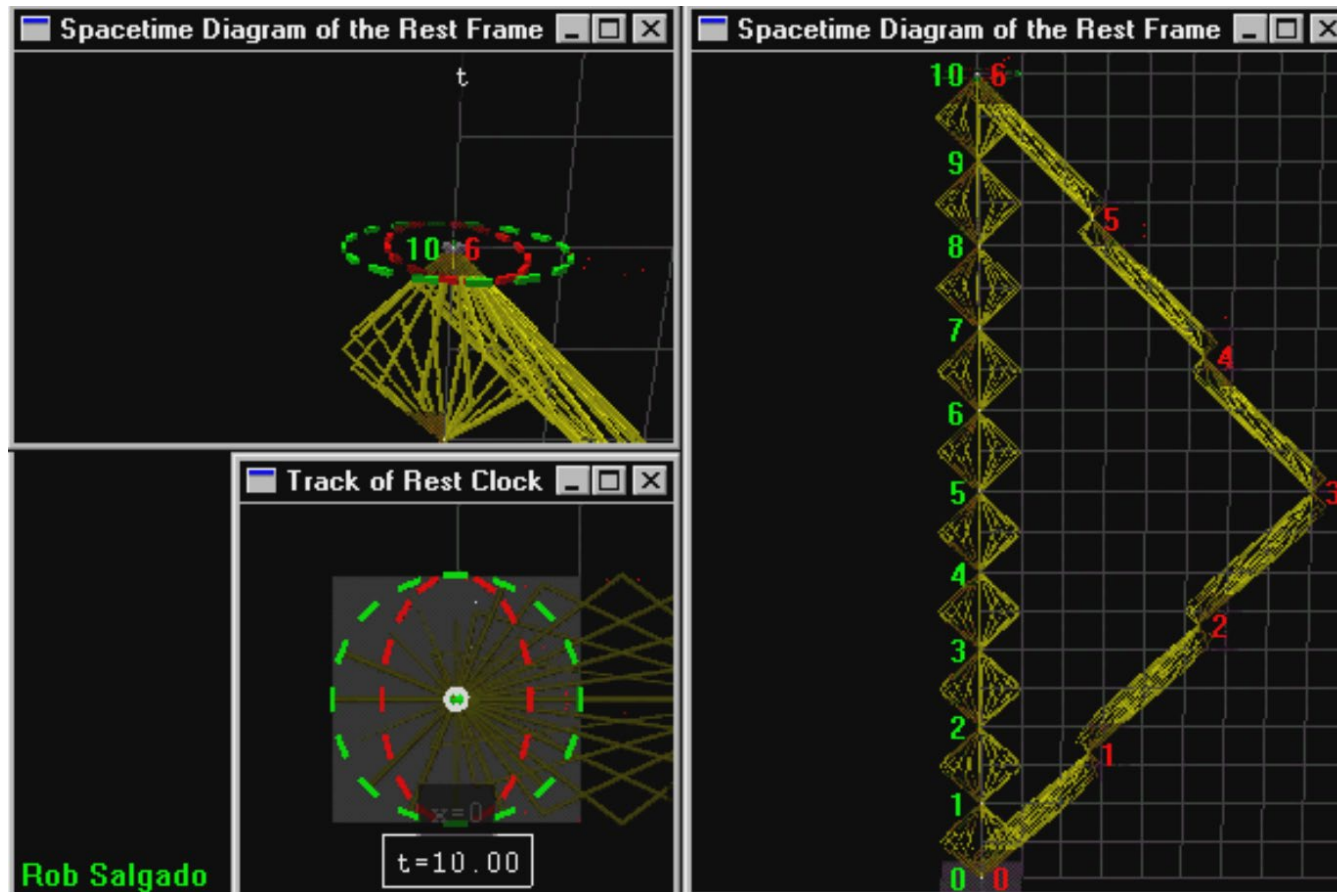 Spacetime Diagram of the Rest Frame
t
10 6
Track of Rest Clock
x=0
t=10.00
Rob Salgado
Spacetime Diagram of the Rest Frame
10 6
9
5
8
7
4
6
5
3
4
3
2
2
1
1
0 0